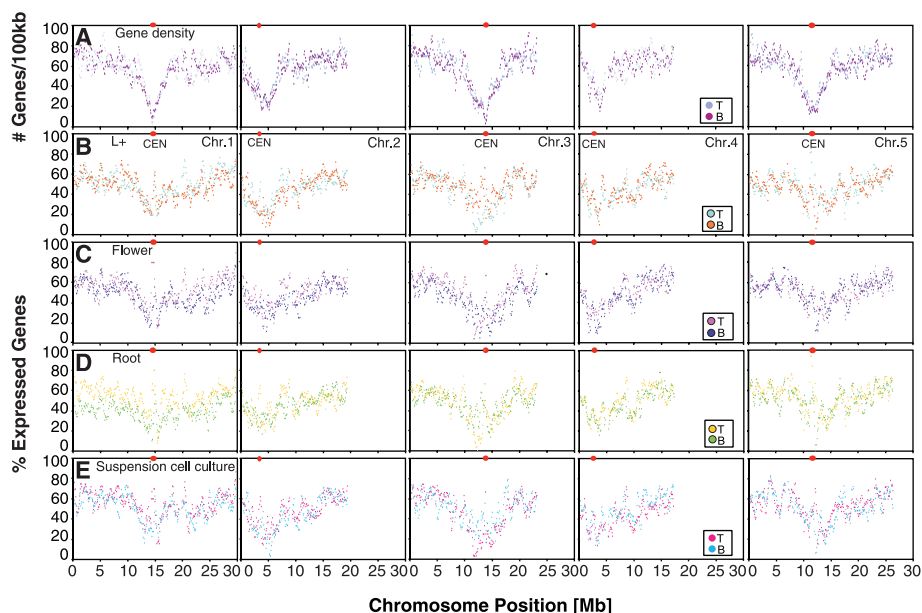 # Genes/100kb
% Expressed Genes
A Gene density
100
80
60
40
20
0
T
B
B L+ CEN Chr.1 CEN Chr.2 CEN Chr.3 CEN Chr.4 CEN Chr.5
100
80
60
40
20
0
T
B
C Flower
100
80
60
40
20
0
T
B
D Root
100
80
60
40
20
0
T
B
E Suspension cell culture
100
80
60
40
20
0
T
B
0 5 10 15 20 25 30 0 5 10 15 20 25 30 0 5 10 15 20 25 30 0 5 10 15 20 25 30 0 5 10 15 20 25 30
Chromosome Position [Mb]